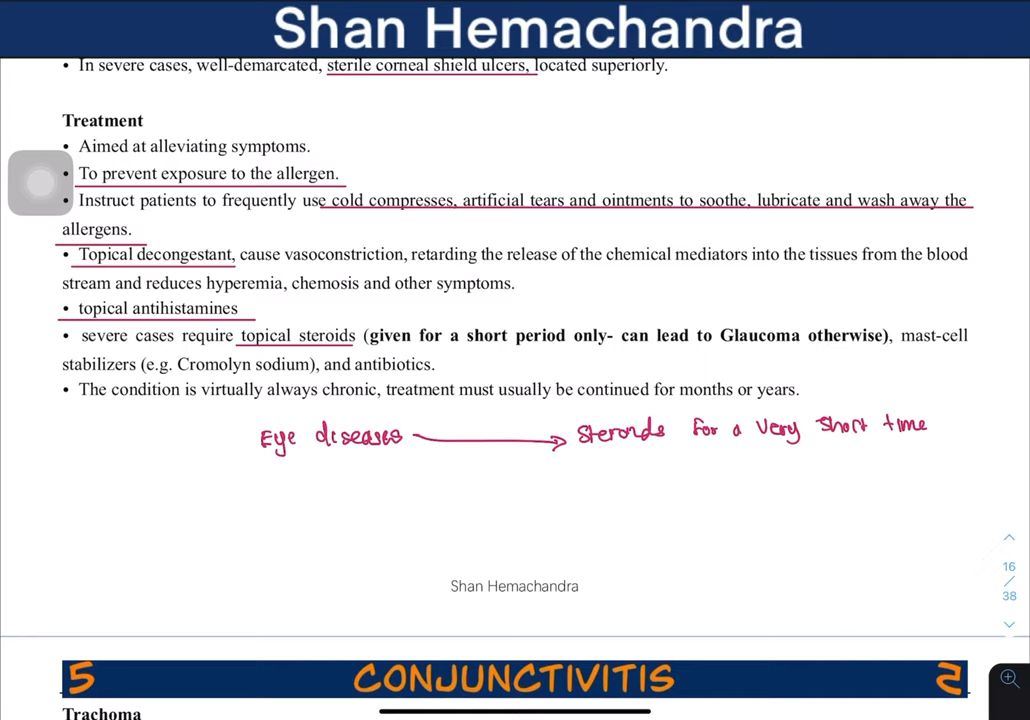 Shan Hemachandra
• In severe cases, well-demarcated, sterile corneal shield ulcers, located superiorly.
Treatment
• Aimed at alleviating symptoms.
• To prevent exposure to the allergen.
• Instruct patients to frequently use cold compresses, artificial tears and ointments to soothe, lubricate and wash away the
allergens.
• Topical decongestant, cause vasoconstriction, retarding the release of the chemical mediators into the tissues from the blood
stream and reduces hyperemia, chemosis and other symptoms.
• topical antihistamines
• severe cases require topical steroids (given for a short period only- can lead to Glaucoma otherwise), mast-cell
stabilizers (e.g. Cromolyn sodium), and antibiotics.
• The condition is virtually always chronic, treatment must usually be continued for months or years.
Eye diseases → Steroids for a very short time
Shan Hemachandra
16
/
38
5 CONJUNCTIVITIS 2
Trachoma